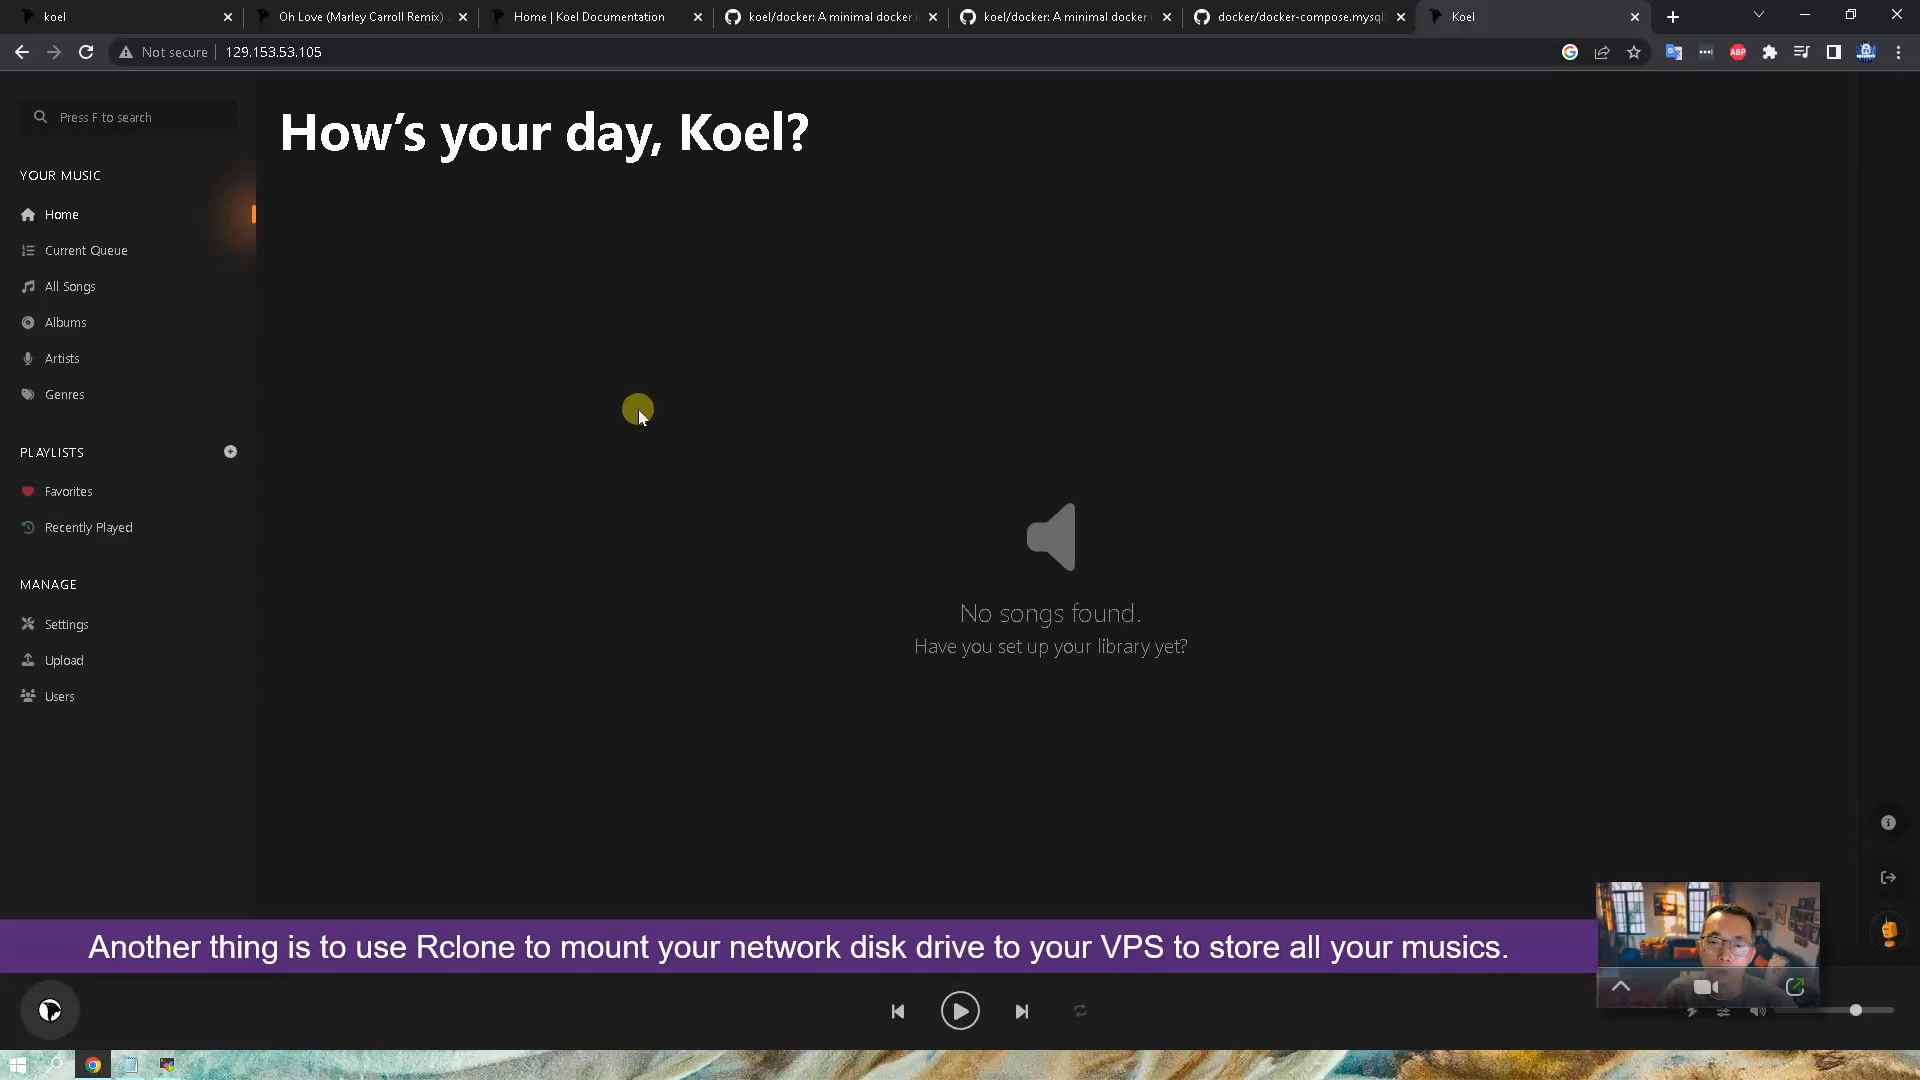 koel
Oh Love (Marley Carroll Remix)
Home | Koel Documentation
koel/docker: A minimal docker i
koel/docker: A minimal docker i
docker/docker-compose.mysql.
Koel
Not secure
129.153.53.105
ABP
Press F to search
How's your day, Koel?
YOUR MUSIC
Home
Current Queue
All Songs
Albums
Artists
Genres
PLAYLISTS
Favorites
Recently Played
MANAGE
Settings
Upload
Users
No songs found.
Have you set up your library yet?
Another thing is to use Rclone to mount your network disk drive to your VPS to store all your musics.